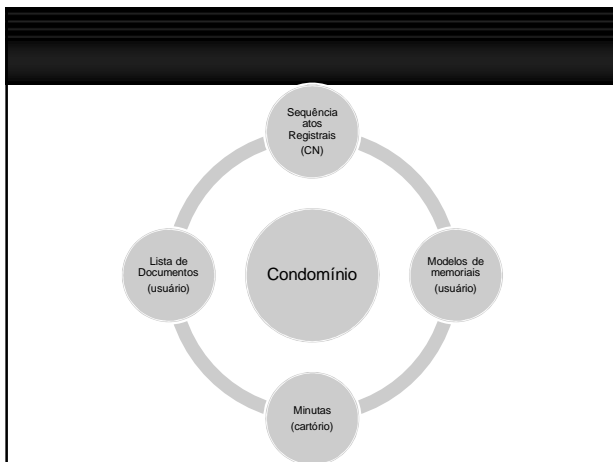 Sequência
atos
Registrais
(CN)
Lista de
Documentos
(usuário)
Condomínio
Modelos de
memoriais
(usuário)
Minutas
(cartório)